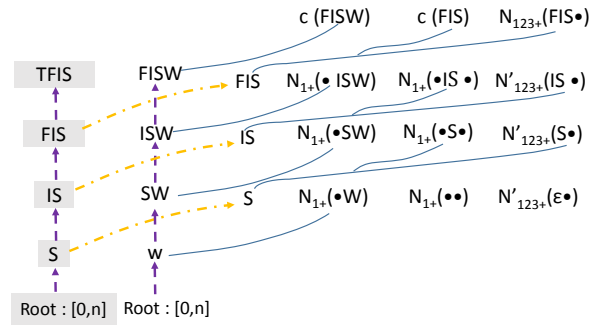 c (FISW) c (FIS) N123+(FIS•)
TFIS FISW FIS N1+(• ISW) N1+(•IS •) N'123+(IS •)
FIS ISW IS N1+(•SW) N1+(•S•) N'123+(S•)
IS SW S N1+(•W) N1+(••) N'123+(ε•)
S w
Root : [0,n] Root : [0,n]